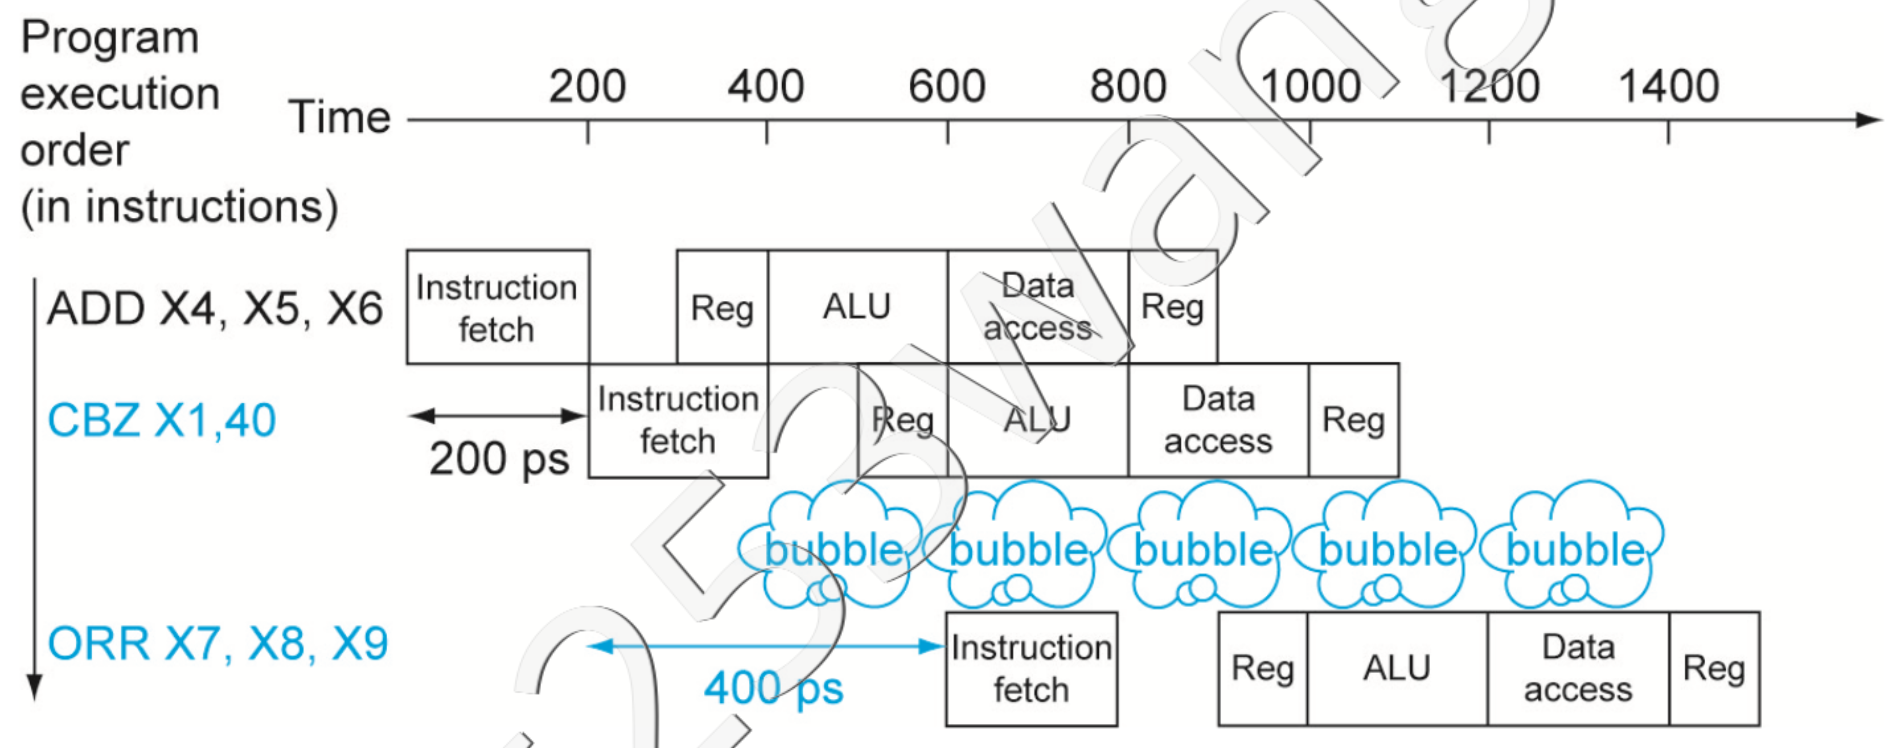 Program
execution
order
(in instructions)
Time
200 400 600 800 1000 1200 1400
ADD X4, X5, X6
Instruction
fetch
Reg
ALU
Data
access
Reg
CBZ X1,40
200 ps
Instruction
fetch
Reg
ALU
Data
access
Reg
bubble bubble bubble bubble bubble
ORR X7, X8, X9
400 ps
Instruction
fetch
Reg
ALU
Data
access
Reg
253wang